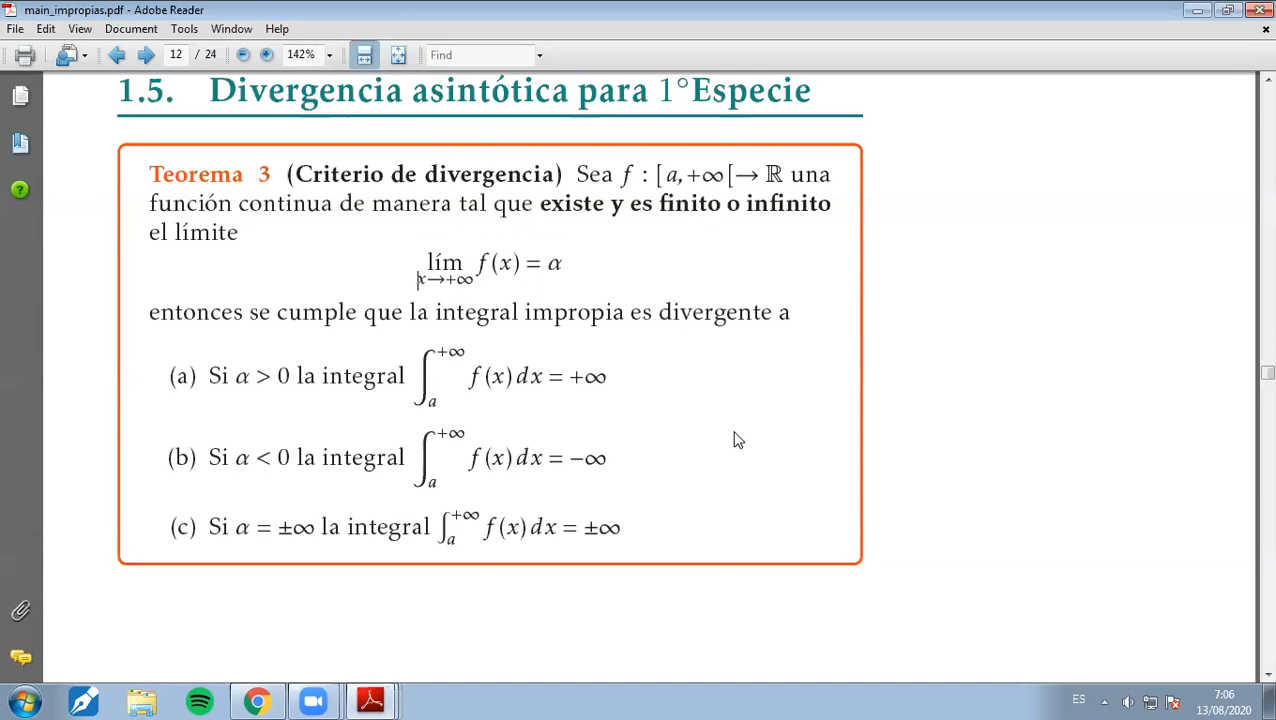 main_impropias.pdf - Adobe Reader
File Edit View Document Tools Window Help
12 / 24 142% Find
1.5. Divergencia asintótica para 1°Especie
Teorema 3 (Criterio de divergencia) Sea f : [a,+∞[→ ℝ una
función continua de manera tal que existe y es finito o infinito
el límite
lím f(x) = α
x→+∞
entonces se cumple que la integral impropia es divergente a
(a) Si α > 0 la integral ∫_a^{+∞} f(x)dx = +∞
(b) Si α < 0 la integral ∫_a^{+∞} f(x)dx = −∞
(c) Si α = ±∞ la integral ∫_a^{+∞} f(x)dx = ±∞
ES
7:06
13/08/2020